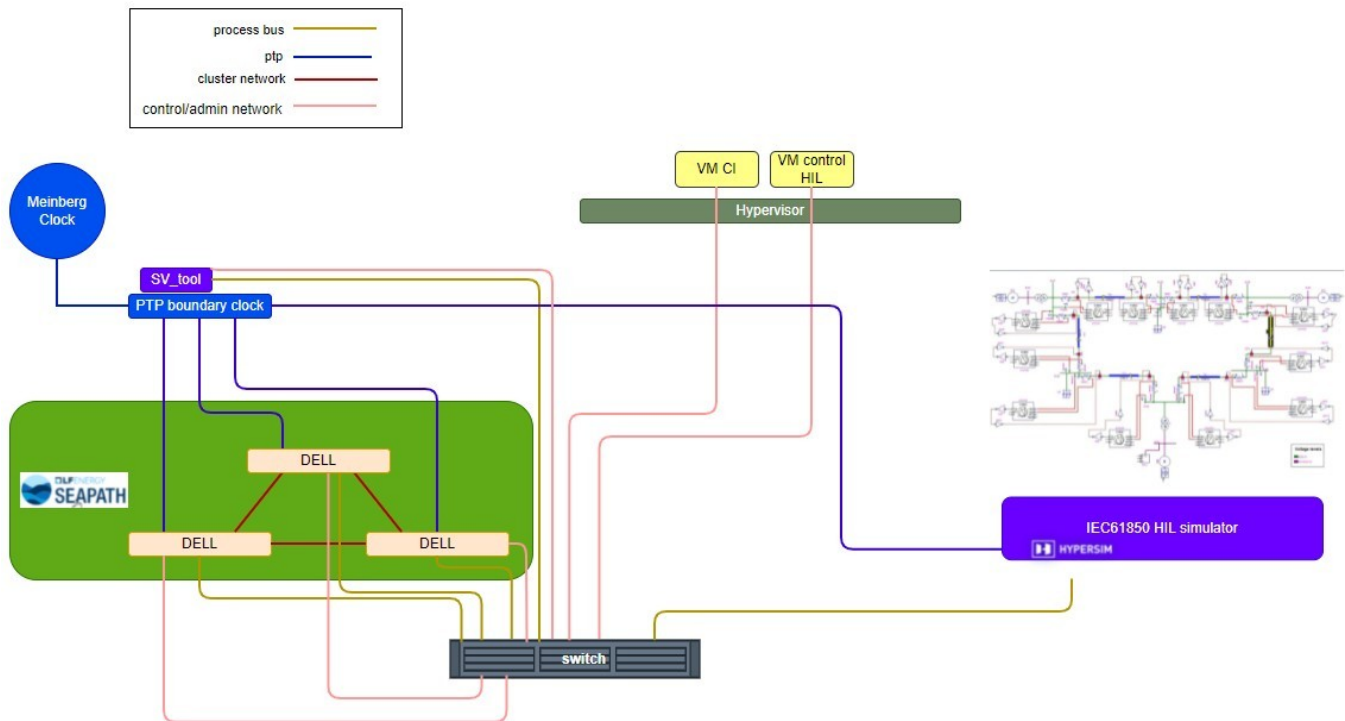 process bus
ptp
cluster network
control/admin network
Meinberg
Clock
VM CI
VM control
HIL
Hypervisor
SV_tool
PTP boundary clock
DELL
LFENERGY
SEAPATH
DELL
DELL
IEC61850 HIL simulator
HYPERSIM
switch